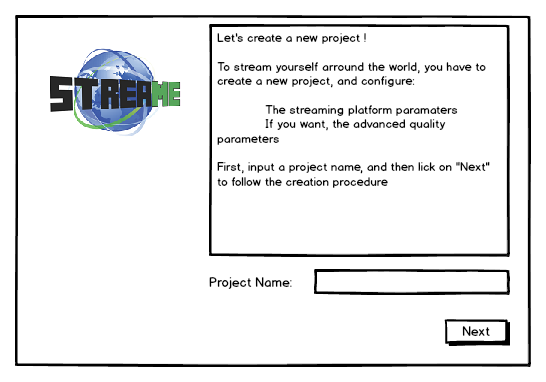 STREAME
Let's create a new project !
To stream yourself arround the world, you have to
create a new project, and configure:
The streaming platform paramaters
If you want, the advanced quality
parameters
First, input a project name, and then lick on "Next"
to follow the creation procedure
Project Name:
Next